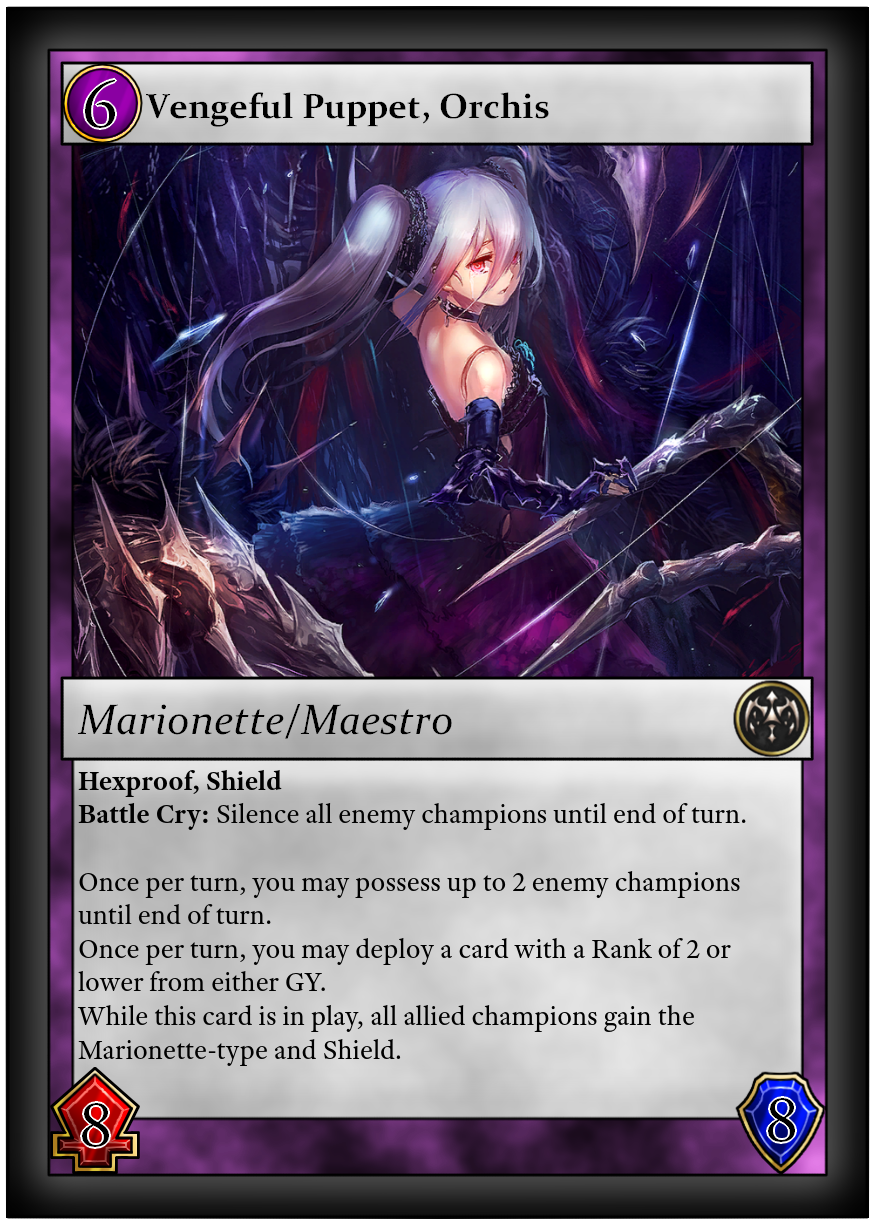 6 Vengeful Puppet, Orchis
Marionette/Maestro
Hexproof, Shield
Battle Cry: Silence all enemy champions until end of turn.
Once per turn, you may possess up to 2 enemy champions
until end of turn.
Once per turn, you may deploy a card with a Rank of 2 or
lower from either GY.
While this card is in play, all allied champions gain the
Marionette-type and Shield.
8 8